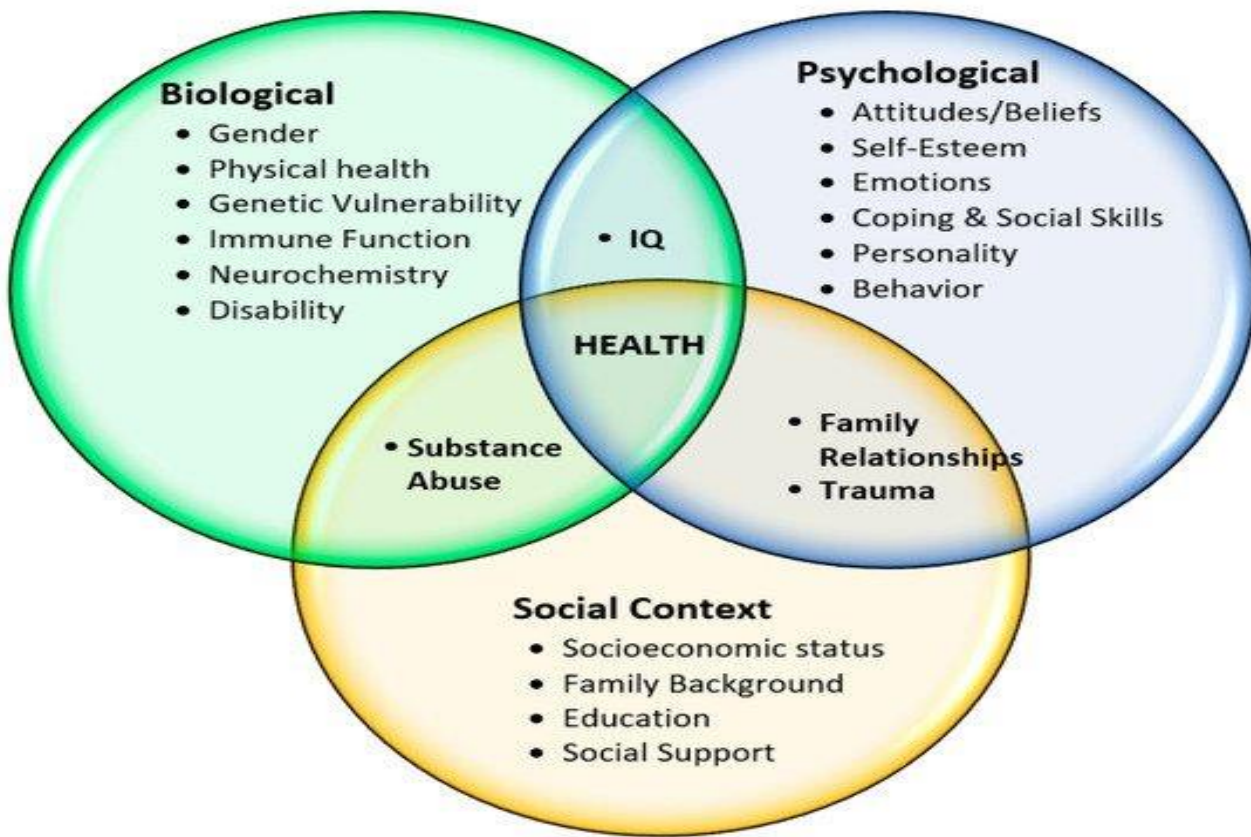 Biological
• Gender
• Physical health
• Genetic Vulnerability
• Immune Function
• Neurochemistry
• Disability
Psychological
• Attitudes/Beliefs
• Self-Esteem
• Emotions
• Coping & Social Skills
• Personality
• Behavior
• IQ
HEALTH
• Substance
Abuse
• Family
Relationships
• Trauma
Social Context
• Socioeconomic status
• Family Background
• Education
• Social Support